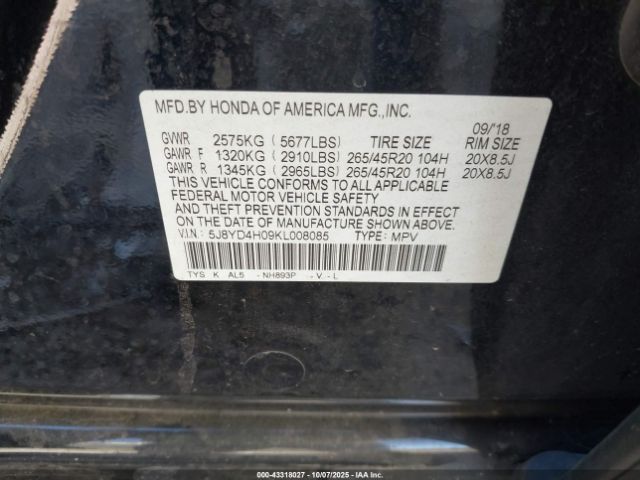 MFD.BY HONDA OF AMERICA MFG.,INC.
09/'18
GVWR 2575KG ( 5677LBS) TIRE SIZE RIM SIZE
GAWR F 1320KG ( 2910LBS) 265/45R20 104H 20X8.5J
GAWR R 1345KG ( 2965LBS) 265/45R20 104H 20X8.5J
THIS VEHICLE CONFORMS TO ALL APPLICABLE
FEDERAL MOTOR VEHICLE SAFETY
AND THEFT PREVENTION STANDARDS IN EFFECT
ON THE DATE OF MANUFACTURE SHOWN ABOVE.
V.I.N.: 5J8YD4H09KL008085 TYPE: MPV
TYS K AL5 - NH893P - V - L
000-43318027 - 10/07/2025 - IAA Holdings, LLC.